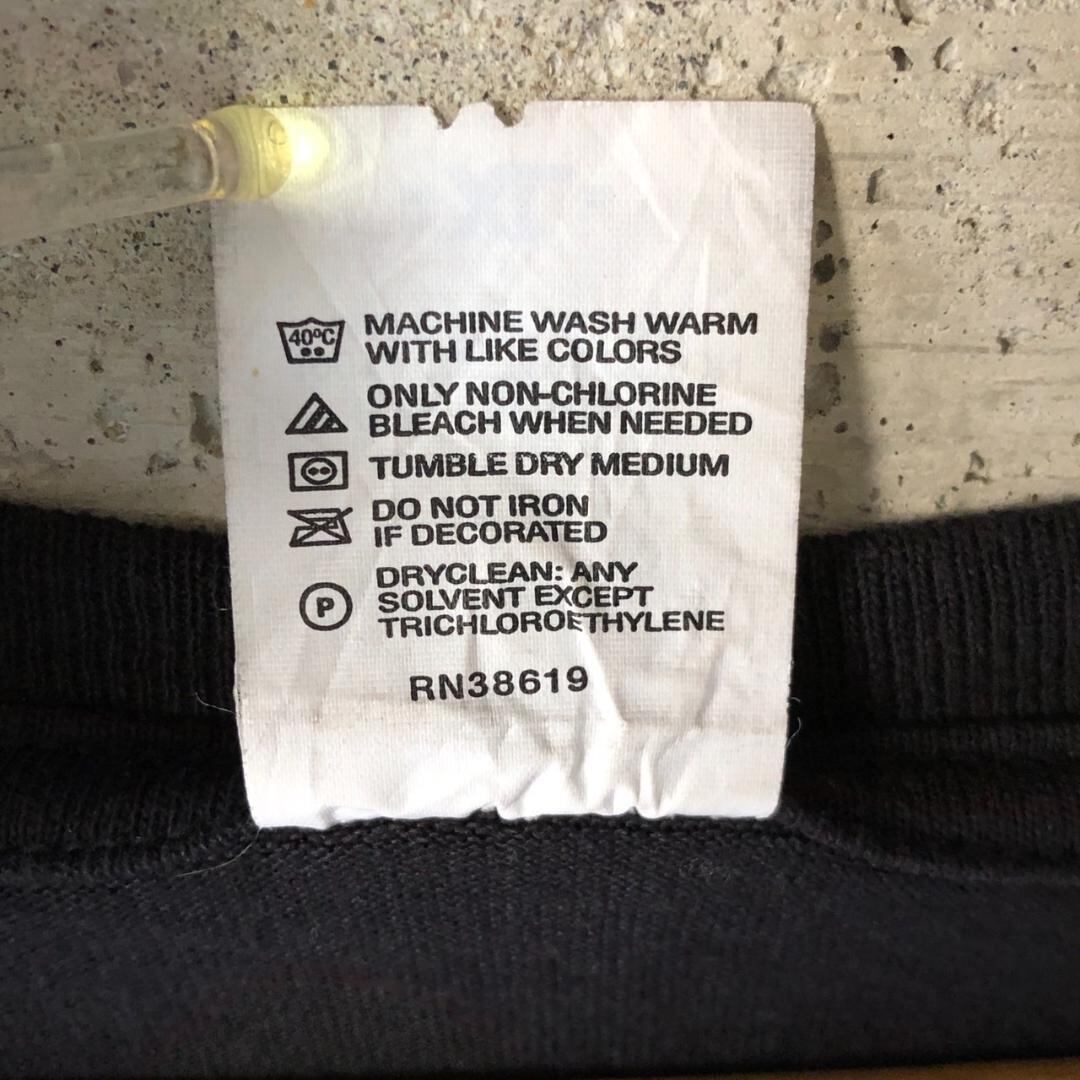 40°C
MACHINE WASH WARM
WITH LIKE COLORS
ONLY NON-CHLORINE
BLEACH WHEN NEEDED
TUMBLE DRY MEDIUM
DO NOT IRON
IF DECORATED
P
DRYCLEAN: ANY
SOLVENT EXCEPT
TRICHLOROETHYLENE
RN38619